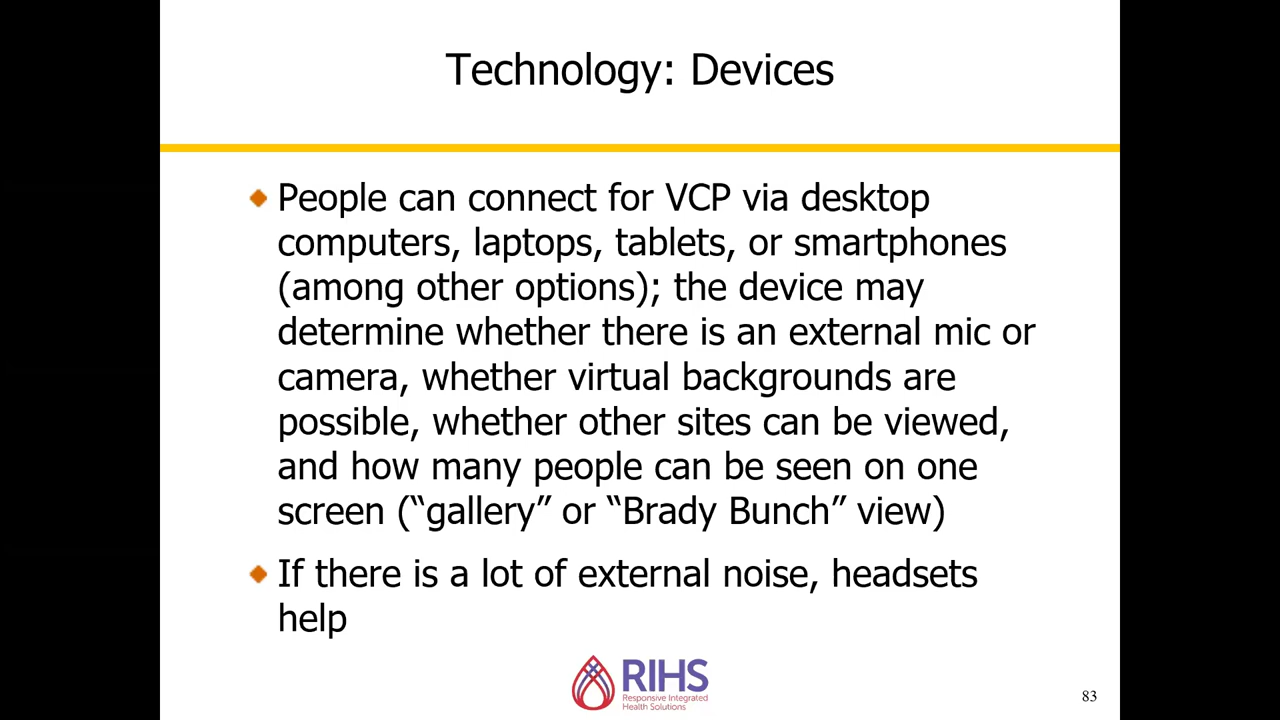 Technology: Devices
People can connect for VCP via desktop
computers, laptops, tablets, or smartphones
(among other options); the device may
determine whether there is an external mic or
camera, whether virtual backgrounds are
possible, whether other sites can be viewed,
and how many people can be seen on one
screen (“gallery” or “Brady Bunch” view)
If there is a lot of external noise, headsets
help
RIHS
Responsive Integrated
Health Solutions
83